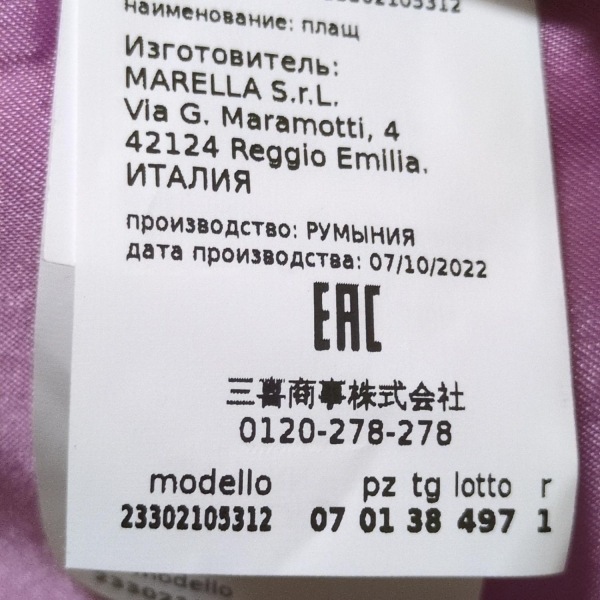 23302105312
наименование: плащ
Изготовитель:
MARELLA S.r.L.
Via G. Maramotti, 4
42124 Reggio Emilia.
ИТАЛИЯ
производство: РУМЫНИЯ
дата производства: 07/10/2022
EAC
三喜商事株式会社
0120-278-278
modello pz tg lotto r
23302105312 07 01 38 497 1
modello